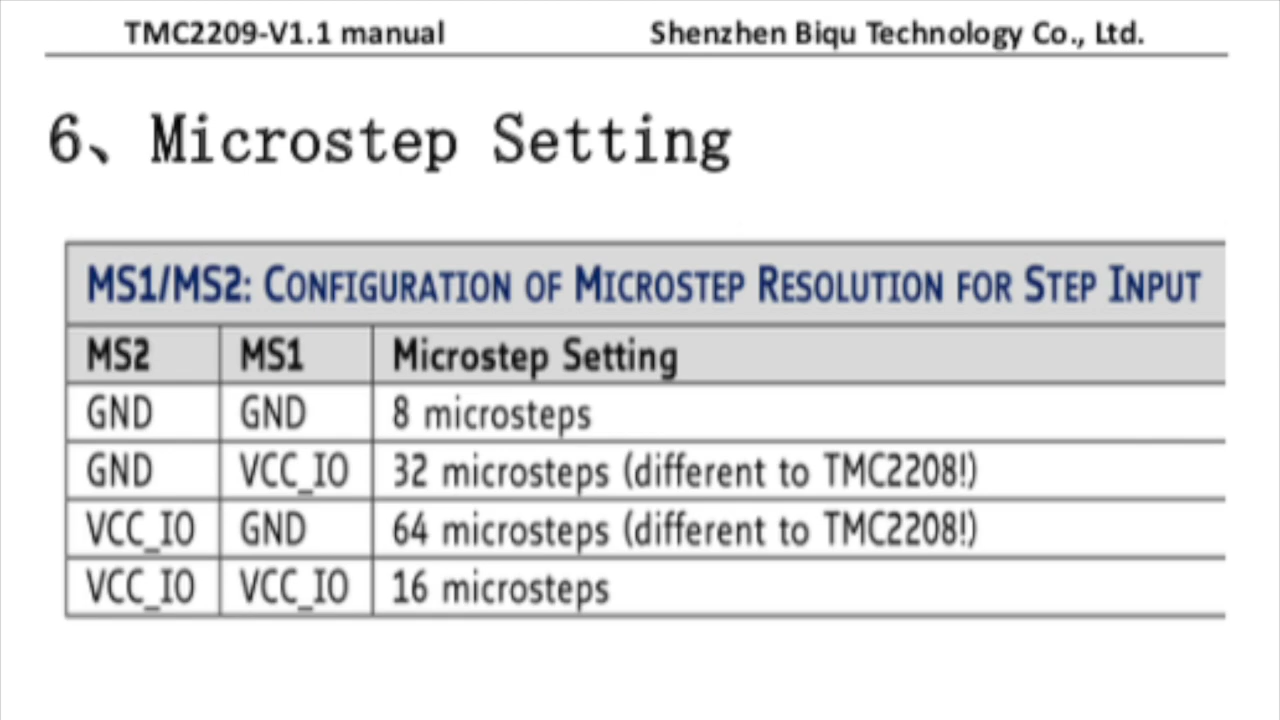 TMC2209-V1.1 manual Shenzhen Biqu Technology Co., Ltd.
6、Microstep Setting
MS1/MS2: CONFIGURATION OF MICROSTEP RESOLUTION FOR STEP INPUT
MS2 MS1 Microstep Setting
GND GND 8 microsteps
GND VCC_IO 32 microsteps (different to TMC2208!)
VCC_IO GND 64 microsteps (different to TMC2208!)
VCC_IO VCC_IO 16 microsteps